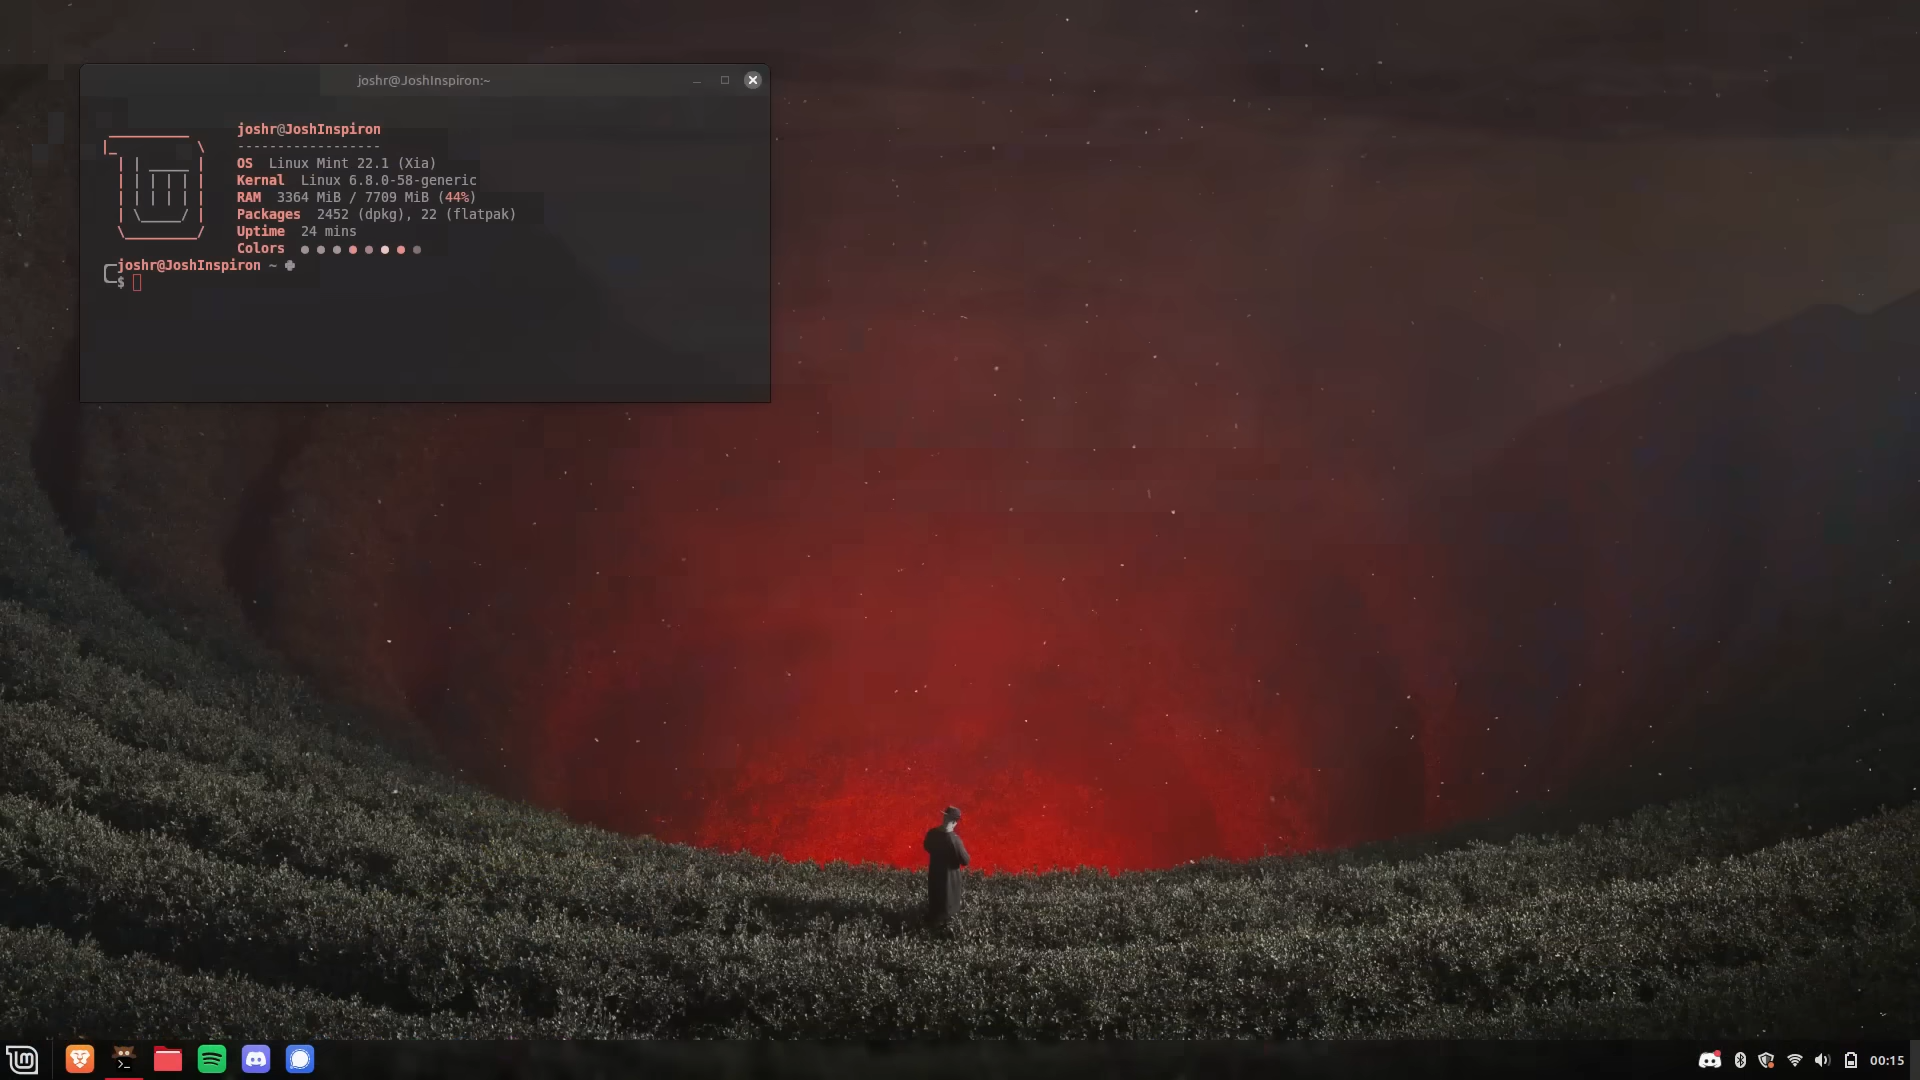 joshr@JoshInspiron:~
joshr@JoshInspiron
------------------
OS Linux Mint 22.1 (Xia)
Kernal Linux 6.8.0-58-generic
RAM 3364 MiB / 7709 MiB (44%)
Packages 2452 (dpkg), 22 (flatpak)
Uptime 24 mins
Colors
joshr@JoshInspiron ~
$
00:15